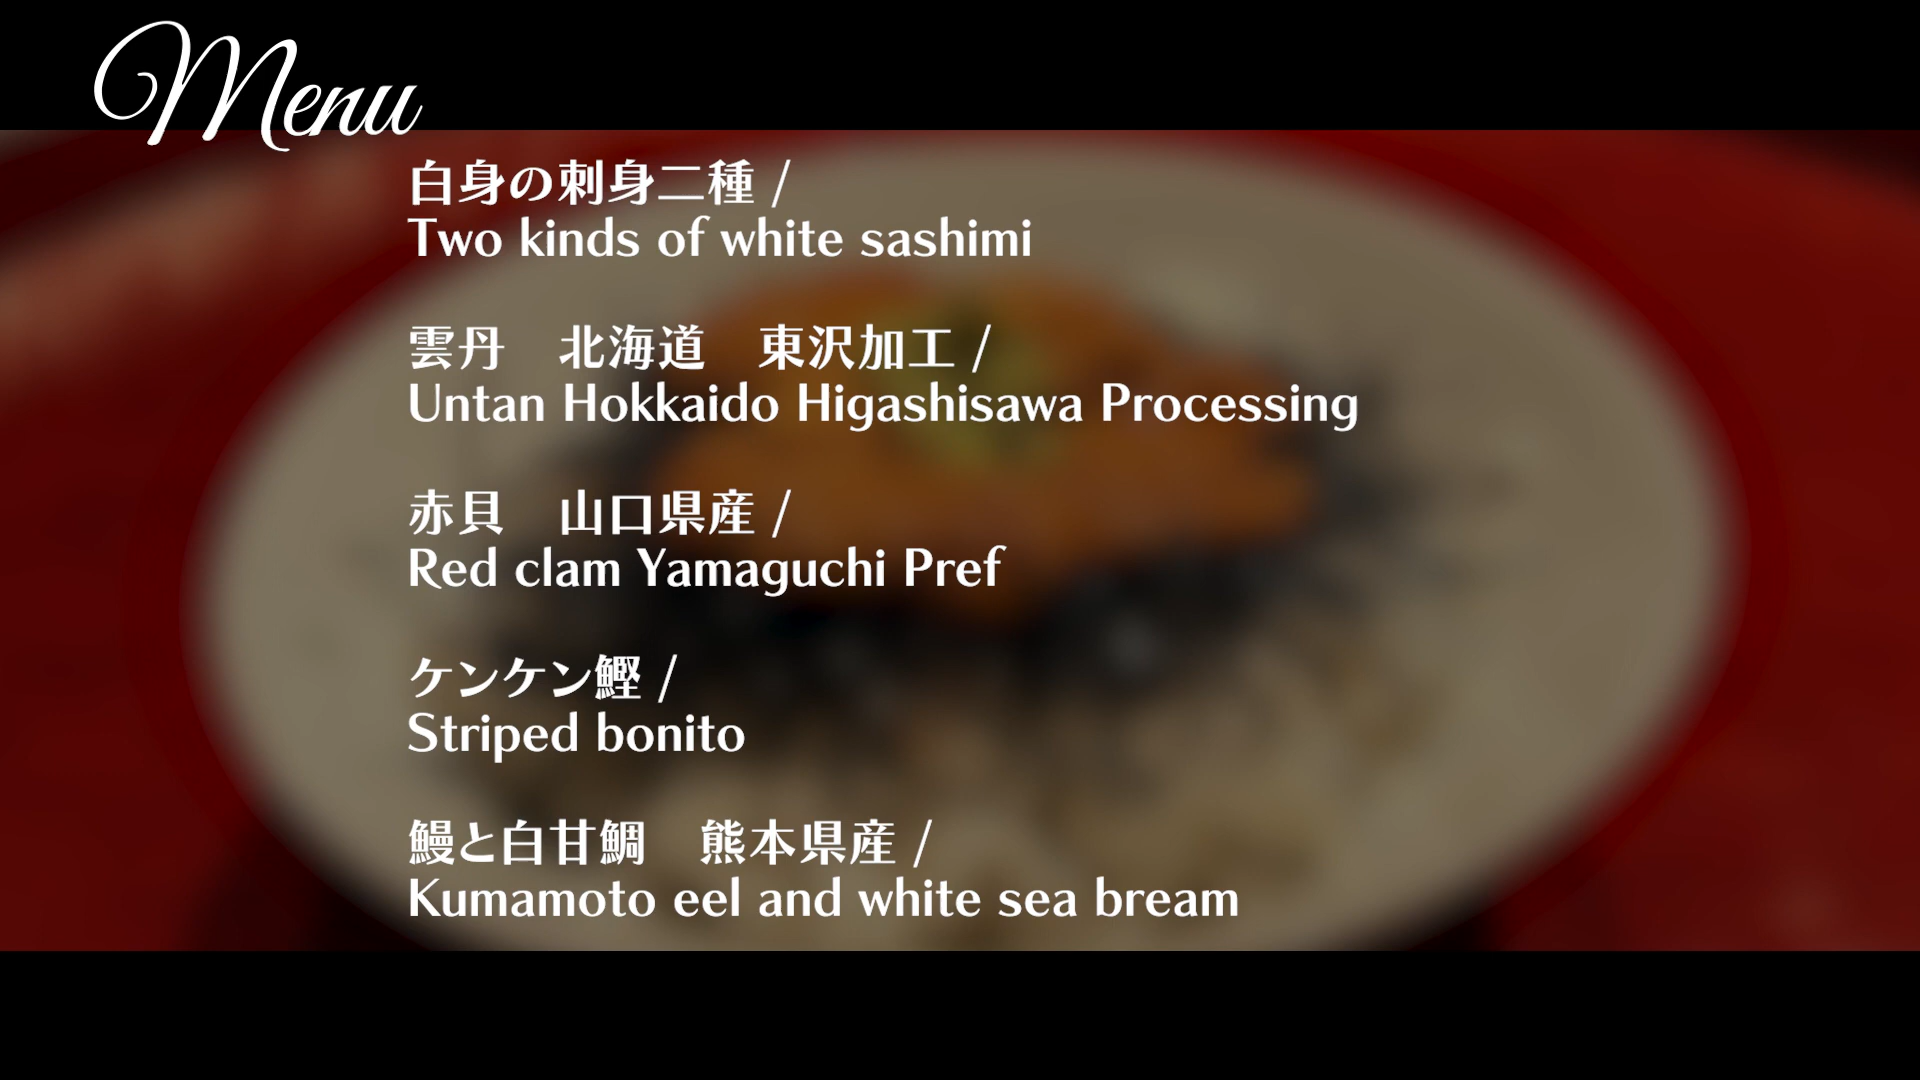 Menu
白身の刺身二種 /
Two kinds of white sashimi
雲丹　北海道　東沢加工 /
Untan Hokkaido Higashisawa Processing
赤貝　山口県産 /
Red clam Yamaguchi Pref
ケンケン鰹 /
Striped bonito
鰻と白甘鯛　熊本県産 /
Kumamoto eel and white sea bream